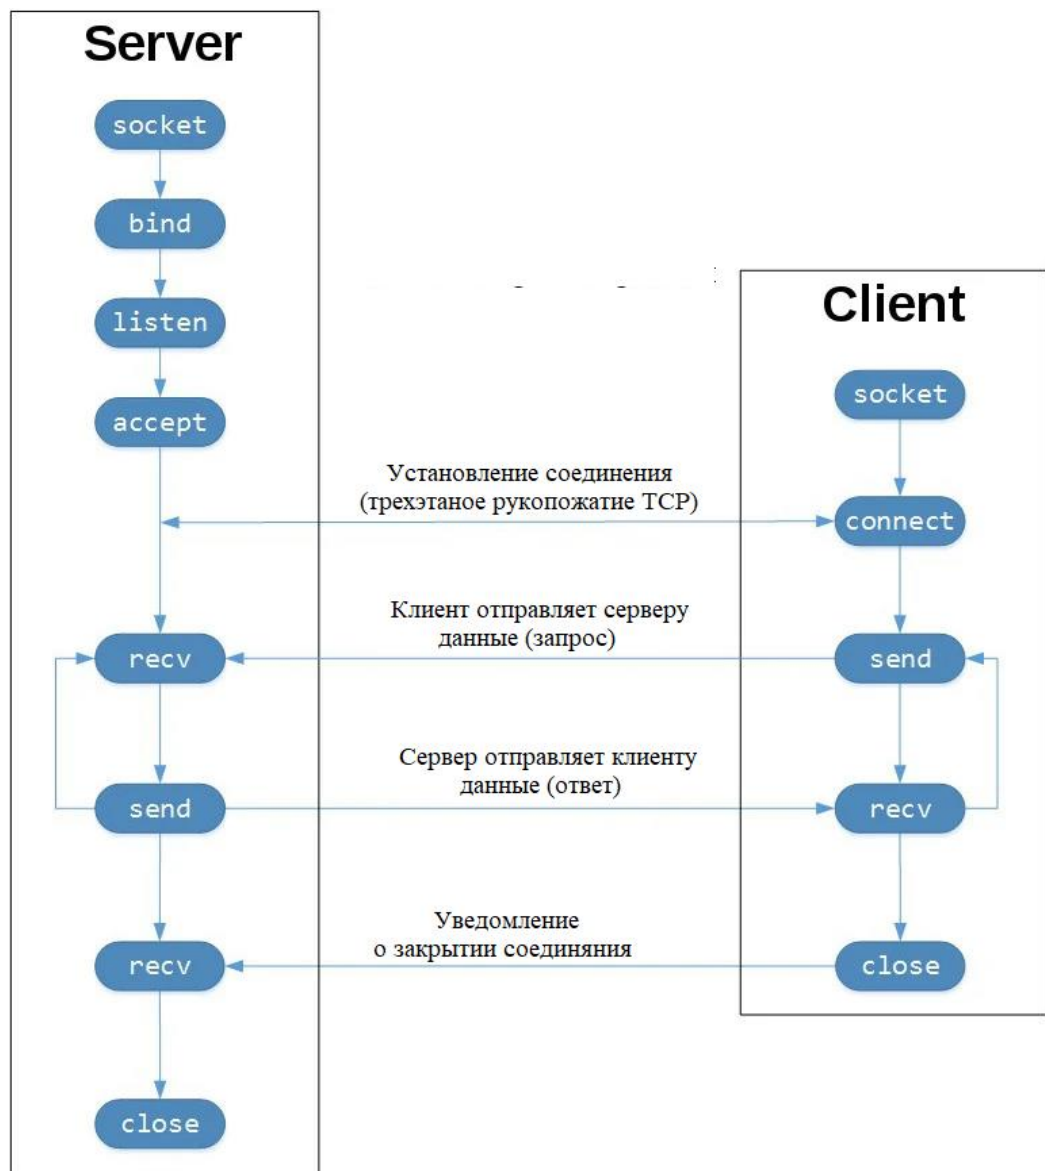 Server
socket
bind
listen
accept
Client
socket
Установление соединения
(трехэтаное рукопожатие TCP)
connect
Клиент отправляет серверу
данные (запрос)
recv
send
Сервер отправляет клиенту
данные (ответ)
send
recv
Уведомление
о закрытии соединяния
recv
close
close